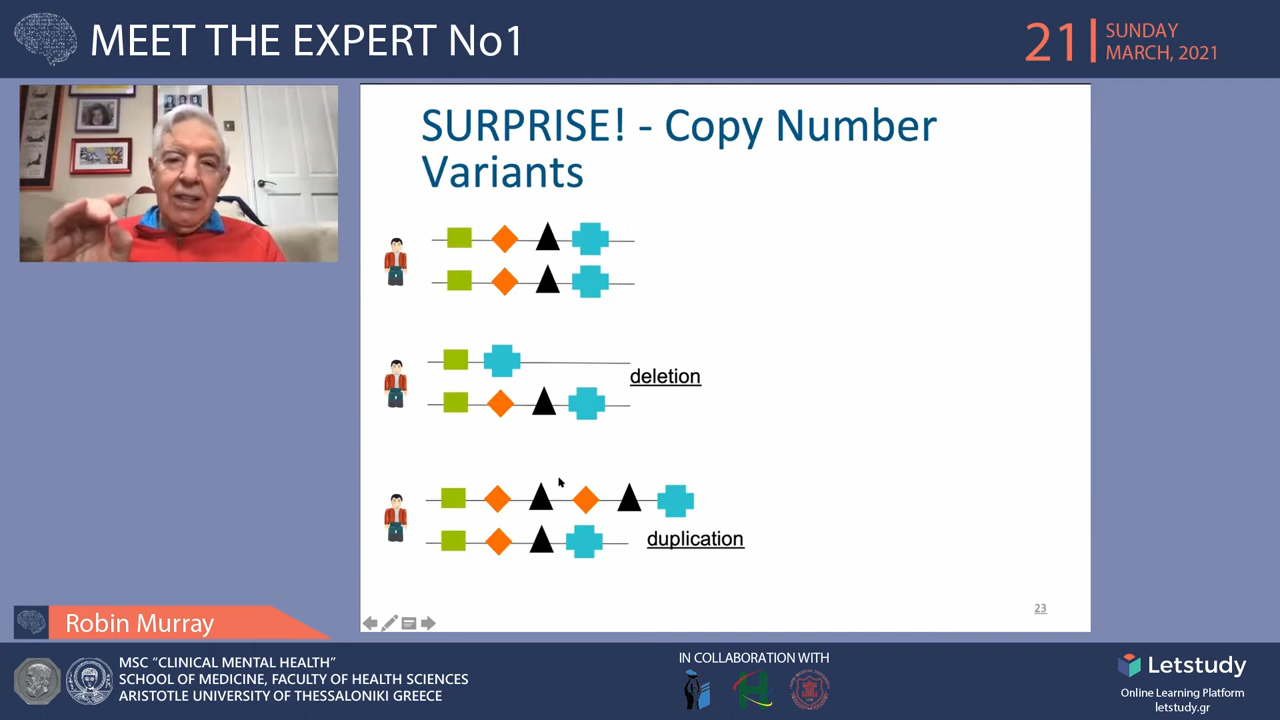 MEET THE EXPERT No1
21
SUNDAY
MARCH, 2021
SURPRISE! - Copy Number
Variants
deletion
duplication
23
Robin Murray
MSC “CLINICAL MENTAL HEALTH”
SCHOOL OF MEDICINE, FACULTY OF HEALTH SCIENCES
ARISTOTLE UNIVERSITY OF THESSALONIKI GREECE
IN COLLABORATION WITH
Letstudy
Online Learning Platform
letstudy.gr